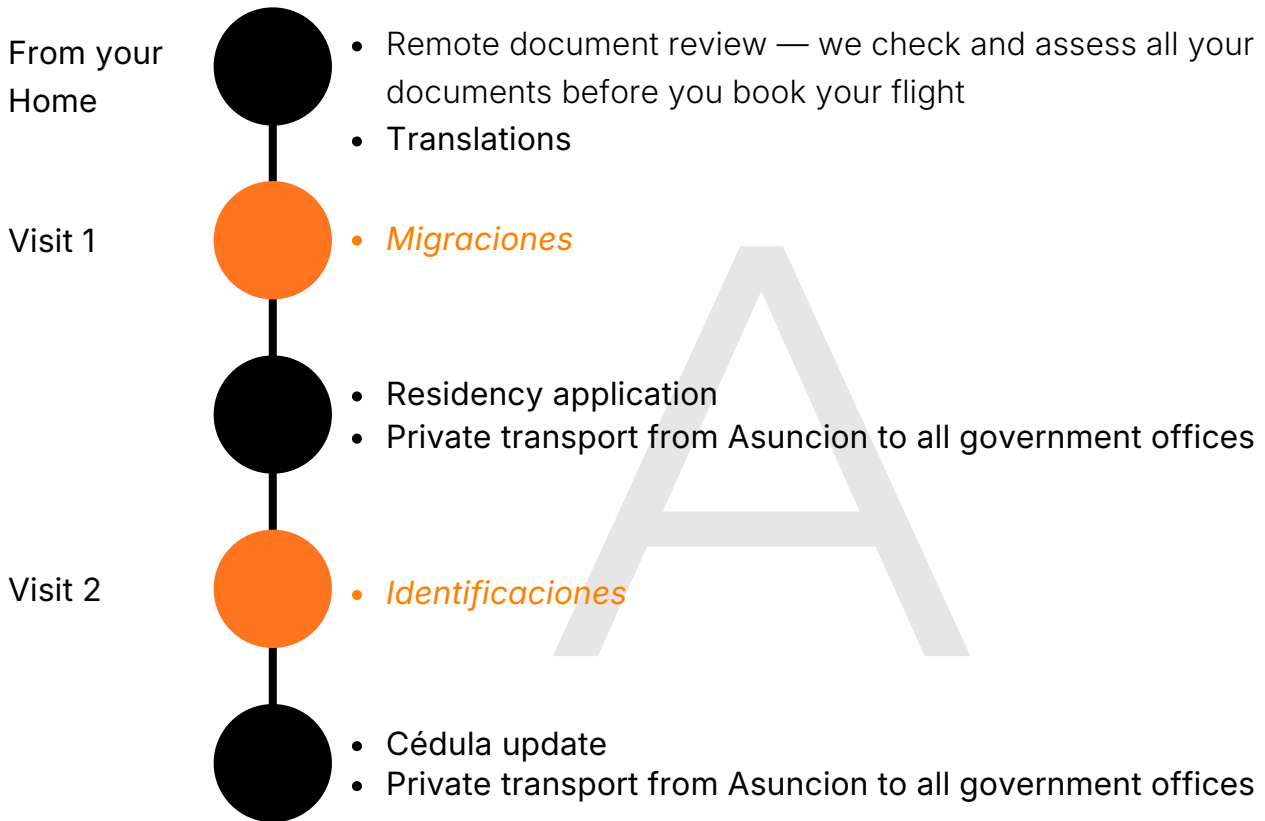 From your
Home
• Remote document review — we check and assess all your
documents before you book your flight
• Translations
Visit 1
• Migraciones
A
• Residency application
• Private transport from Asuncion to all government offices
Visit 2
• Identificaciones
• Cédula update
• Private transport from Asuncion to all government offices